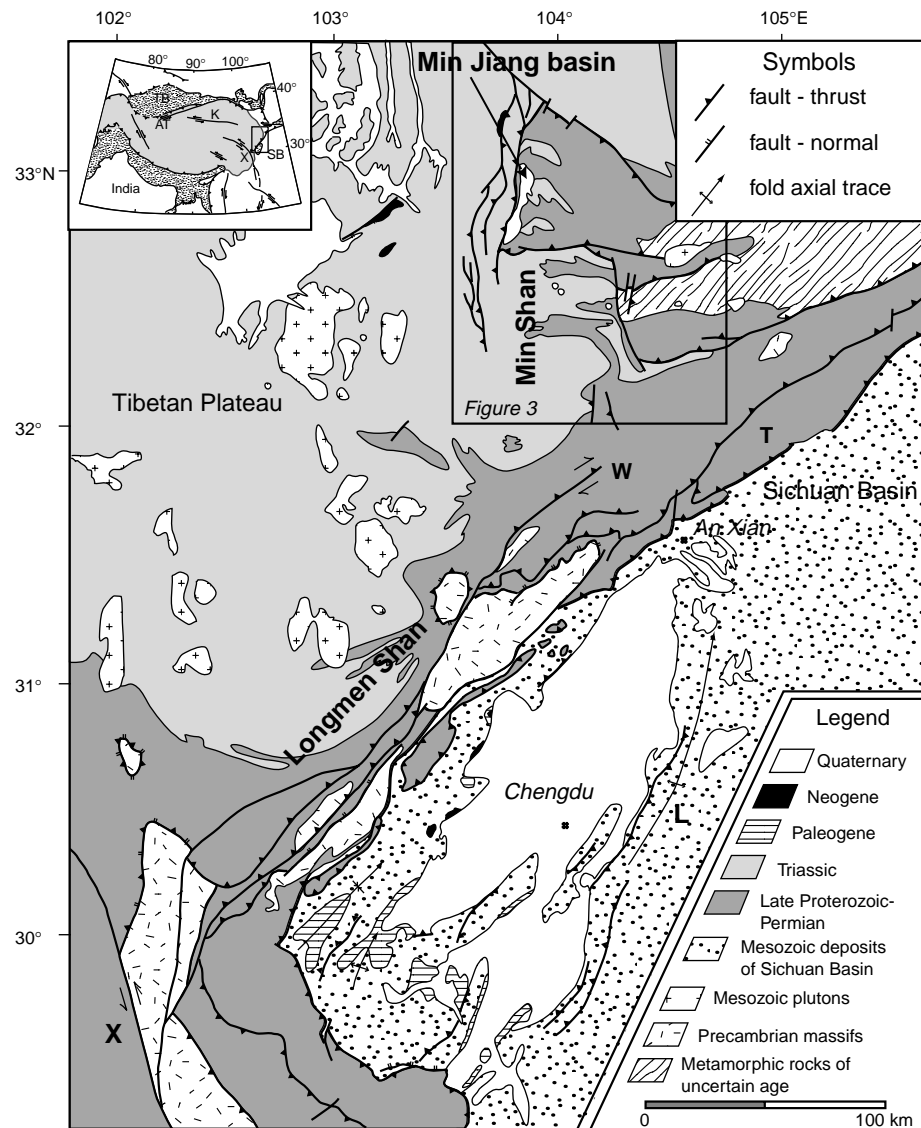 102°
103°
104°
105°E
33°N
32°
31°
30°
80°
90°
100°
40°
30°
TB
AT
K
X
SB
India
Min Jiang basin
Symbols
fault - thrust
fault - normal
fold axial trace
Min Shan
Figure 3
Tibetan Plateau
T
W
Sichuan Basin
An Xian
Longmen Shan
Chengdu
L
X
Legend
Quaternary
Neogene
Paleogene
Triassic
Late Proterozoic-
Permian
Mesozoic deposits
of Sichuan Basin
Mesozoic plutons
Precambrian massifs
Metamorphic rocks of
uncertain age
0
100 km